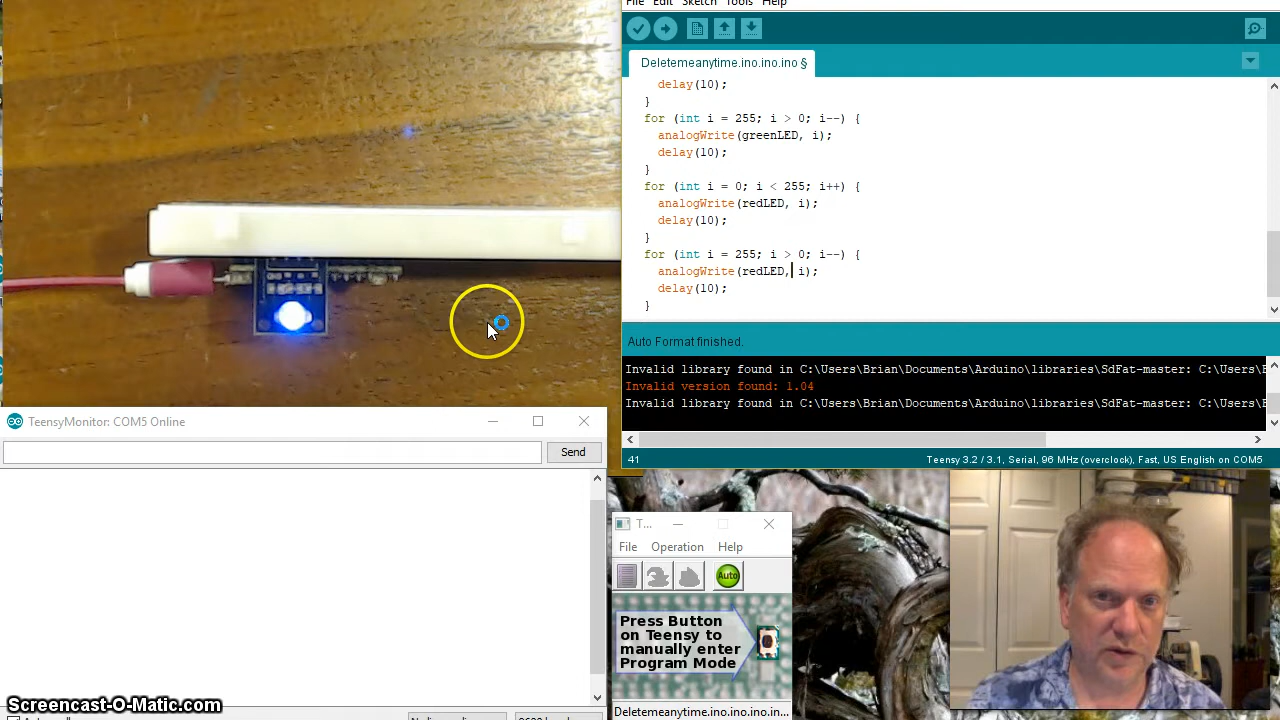 File Edit Sketch Tools Help
Deletemeanytime.ino.ino.ino §
delay(10);
}
for (int i = 255; i > 0; i--) {
analogWrite(greenLED, i);
delay(10);
}
for (int i = 0; i < 255; i++) {
analogWrite(redLED, i);
delay(10);
}
for (int i = 255; i > 0; i--) {
analogWrite(redLED, i);
delay(10);
}
Auto Format finished.
Invalid library found in C:\Users\Brian\Documents\Arduino\libraries\SdFat-master: C:\Users\B
Invalid version found: 1.04
Invalid library found in C:\Users\Brian\Documents\Arduino\libraries\SdFat-master: C:\Users\B
41
Teensy 3.2 / 3.1, Serial, 96 MHz (overclock), Fast, US English on COM5
TeensyMonitor: COM5 Online
Send
T...
File Operation Help
Auto
Press Button
on Teensy to
manually enter
Program Mode
Deletemeanytime.ino.ino.in...
Screencast-O-Matic.com